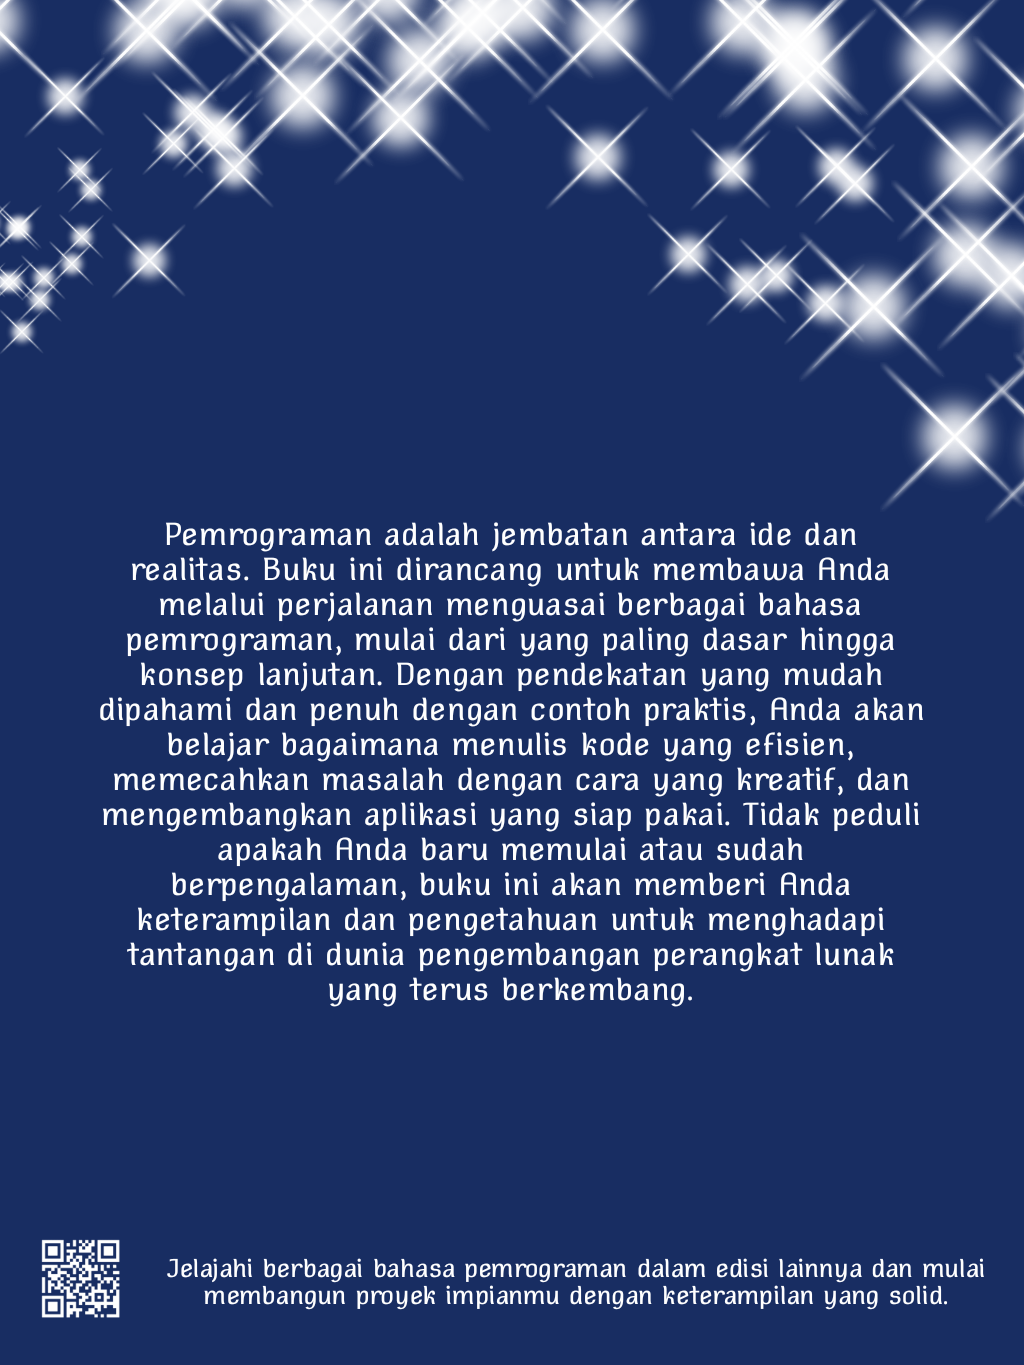 Pemrograman adalah jembatan antara ide dan
realitas. Buku ini dirancang untuk membawa Anda
melalui perjalanan menguasai berbagai bahasa
pemrograman, mulai dari yang paling dasar hingga
konsep lanjutan. Dengan pendekatan yang mudah
dipahami dan penuh dengan contoh praktis, Anda akan
belajar bagaimana menulis kode yang efisien,
memecahkan masalah dengan cara yang kreatif, dan
mengembangkan aplikasi yang siap pakai. Tidak peduli
apakah Anda baru memulai atau sudah
berpengalaman, buku ini akan memberi Anda
keterampilan dan pengetahuan untuk menghadapi
tantangan di dunia pengembangan perangkat lunak
yang terus berkembang.
Jelajahi berbagai bahasa pemrograman dalam edisi lainnya dan mulai
membangun proyek impianmu dengan keterampilan yang solid.